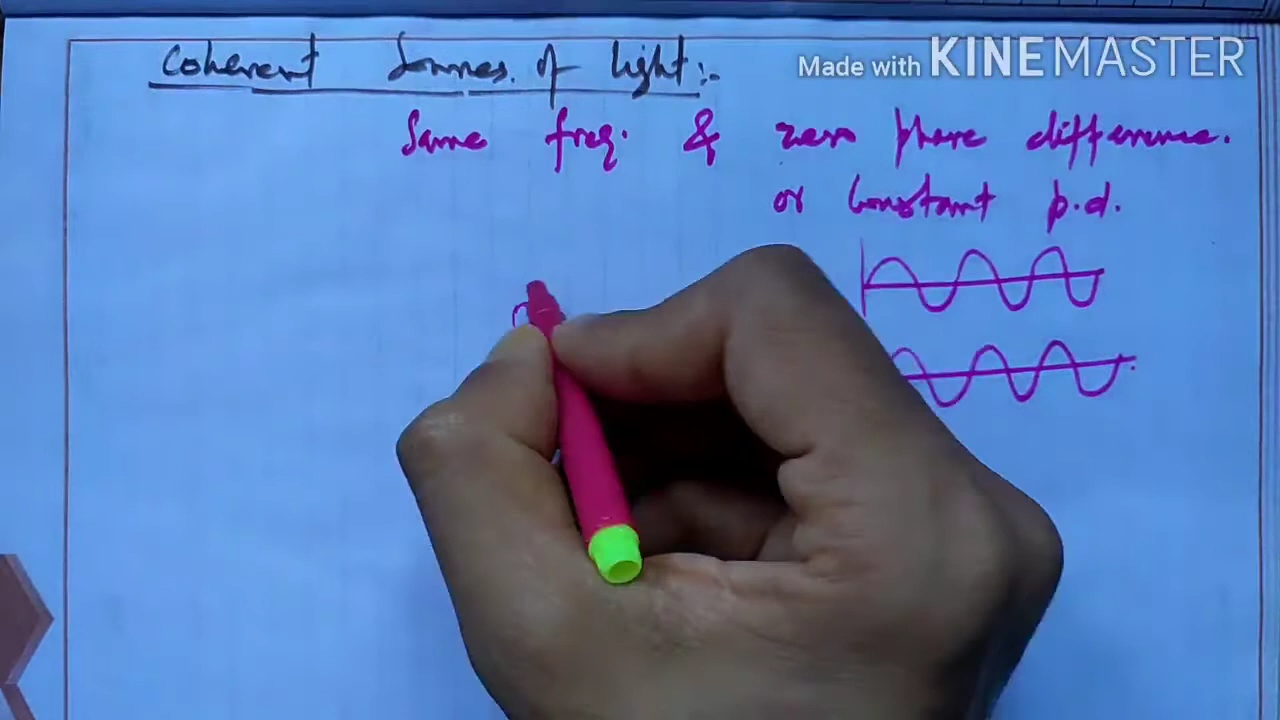 Coherent Sources of light:-
Made with KINEMASTER
Same freq. & zero phase difference.
or Constant p.d.